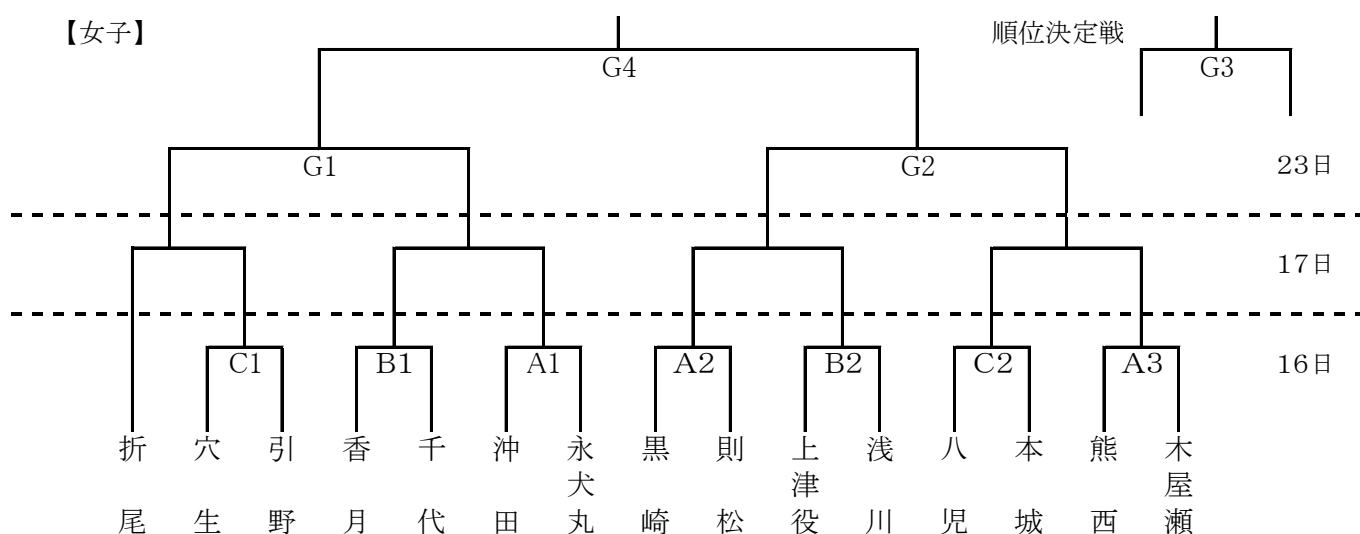 【女子】
順位決定戦
G4
G3
G1
G2
23日
17日
C1
B1
A1
A2
B2
C2
A3
16日
折尾
穴生
引野
香月
千代
沖田
永犬丸
黒崎
則松
上津役
浅川
八児
本城
熊西
木屋瀬